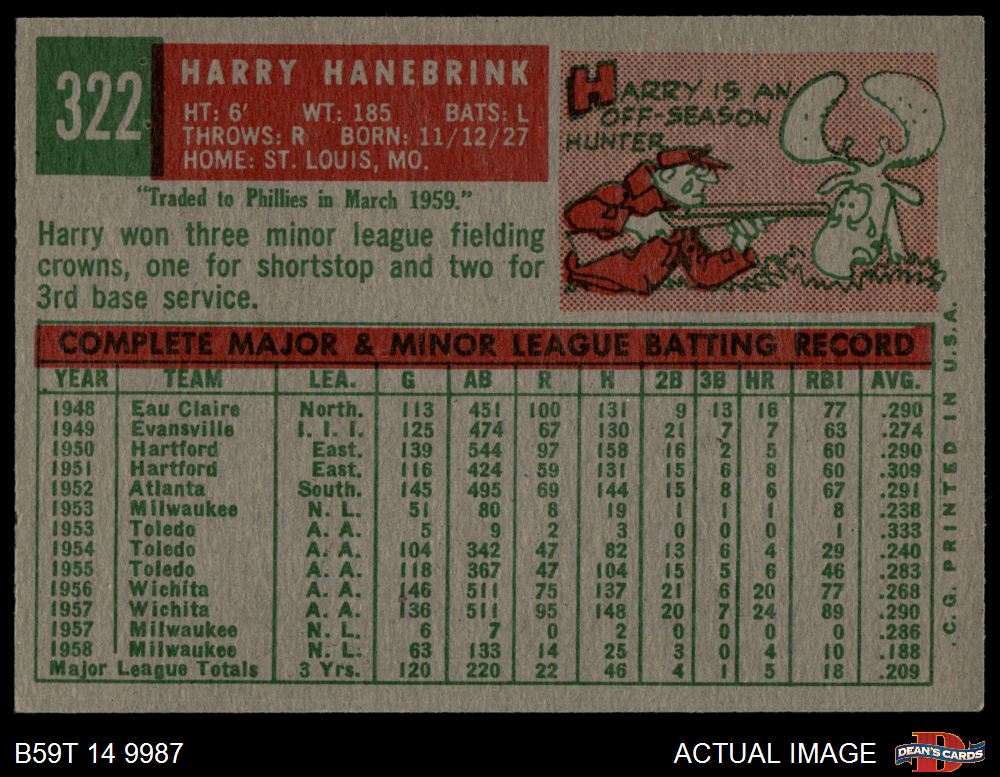 322
HARRY HANEBRINK
HT: 6' WT: 185 BATS: L
THROWS: R BORN: 11/12/27
HOME: ST. LOUIS, MO.
"Traded to Phillies in March 1959."
Harry won three minor league fielding
crowns, one for shortstop and two for
3rd base service.
HARRY IS AN
OFF-SEASON
HUNTER
COMPLETE MAJOR & MINOR LEAGUE BATTING RECORD
YEAR TEAM LEA. G AB R H 2B 3B HR RBI AVG.
1948 Eau Claire North. 113 451 100 131 9 13 16 77 .290
1949 Evansville I. I. I. 125 474 67 130 21 7 7 63 .274
1950 Hartford East. 139 544 97 158 16 2 5 60 .290
1951 Hartford East. 116 424 59 131 15 6 8 60 .309
1952 Atlanta South. 145 495 69 144 15 8 6 67 .291
1953 Milwaukee N. L. 51 80 8 19 1 1 1 8 .238
1953 Toledo A. A. 5 9 2 3 0 0 0 1 .333
1954 Toledo A. A. 104 342 47 82 13 6 4 29 .240
1955 Toledo A. A. 118 367 47 104 15 5 6 46 .283
1956 Wichita A. A. 146 511 75 137 21 6 20 77 .268
1957 Wichita A. A. 136 511 95 148 20 7 24 89 .290
1957 Milwaukee N. L. 6 7 0 2 0 0 0 0 .286
1958 Milwaukee N. L. 63 133 14 25 3 0 4 10 .188
Major League Totals 3 Yrs. 120 220 22 46 4 1 5 18 .209
. C. G. PRINTED IN U.S.A.
B59T 14 9987
ACTUAL IMAGE
D
DEAN'S CARDS